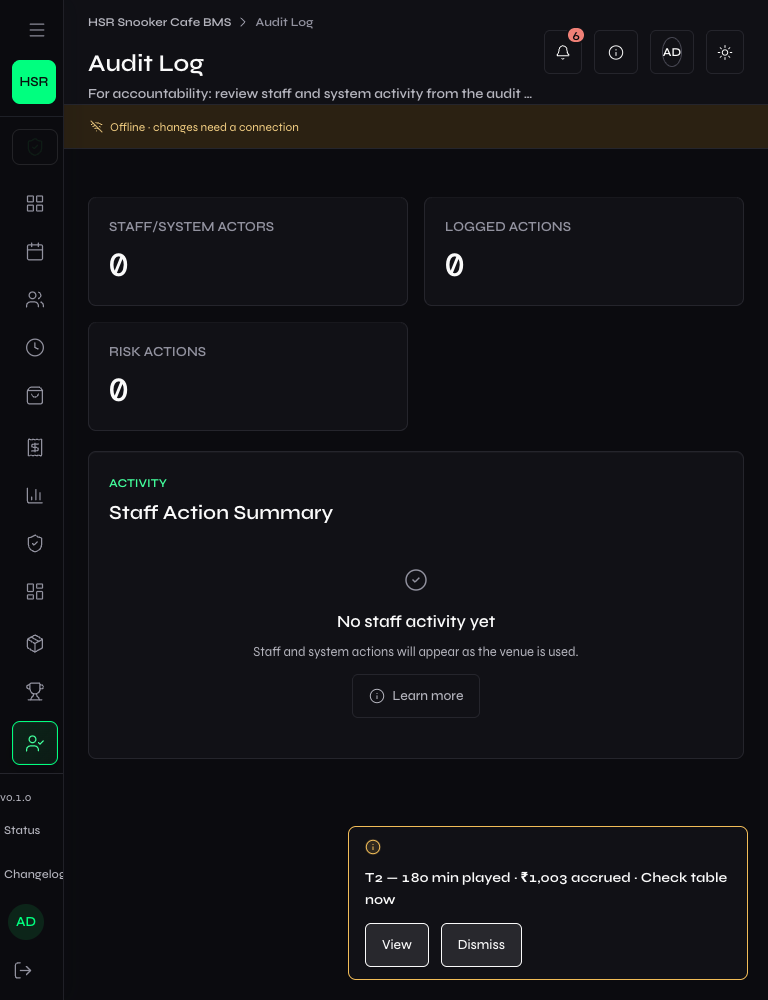 HSR Snooker Cafe BMS > Audit Log
6
HSR
Audit Log
AD
For accountability: review staff and system activity from the audit ...
Offline · changes need a connection
STAFF/SYSTEM ACTORS
0
LOGGED ACTIONS
0
RISK ACTIONS
0
ACTIVITY
Staff Action Summary
No staff activity yet
Staff and system actions will appear as the venue is used.
Learn more
v0.1.0
Status
Changelog
AD
T2 — 180 min played · ₹1,003 accrued · Check table
now
View
Dismiss